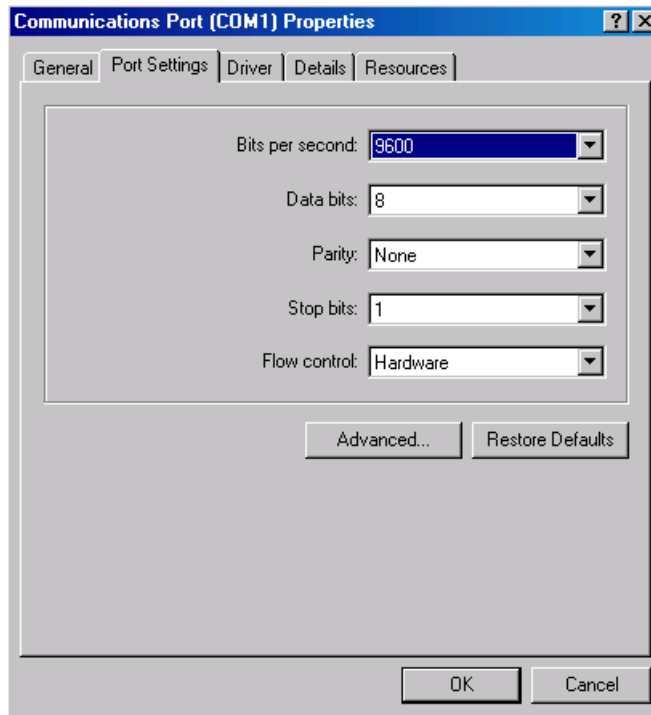 Communications Port (COM1) Properties
General Port Settings Driver Details Resources
Bits per second: 9600
Data bits: 8
Parity: None
Stop bits: 1
Flow control: Hardware
Advanced... Restore Defaults
OK Cancel